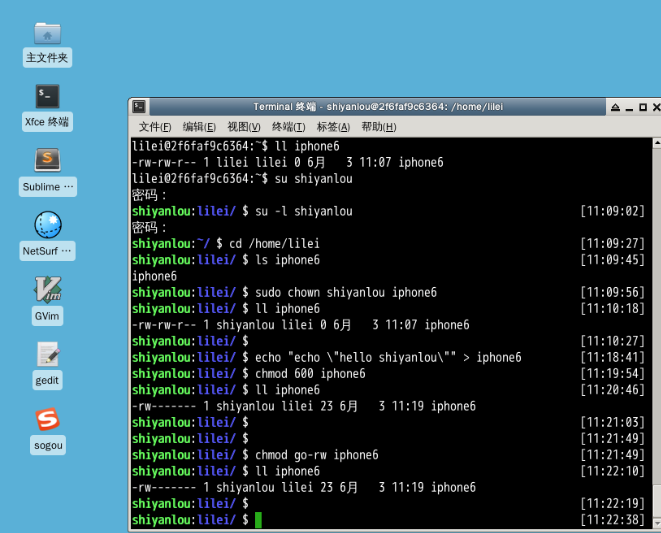 主文件夹
Xfce 终端
Sublime ⋯
NetSurf ⋯
GVim
gedit
sogou
Terminal 终端 - shiyanlou@2f6faf9c6364: /home/lilei
文件(F) 编辑(E) 视图(V) 终端(T) 标签(A) 帮助(H)
lilei@2f6faf9c6364:~$ ll iphone6
-rw-rw-r-- 1 lilei lilei 0 6月 3 11:07 iphone6
lilei@2f6faf9c6364:~$ su shiyanlou
密码：
shiyanlou:lilei/ $ su -l shiyanlou [11:09:02]
密码：
shiyanlou:~/ $ cd /home/lilei [11:09:27]
shiyanlou:lilei/ $ ls iphone6 [11:09:45]
iphone6
shiyanlou:lilei/ $ sudo chown shiyanlou iphone6 [11:09:56]
shiyanlou:lilei/ $ ll iphone6 [11:10:18]
-rw-rw-r-- 1 shiyanlou lilei 0 6月 3 11:07 iphone6
shiyanlou:lilei/ $ [11:10:27]
shiyanlou:lilei/ $ echo "echo \"hello shiyanlou\"" > iphone6 [11:18:41]
shiyanlou:lilei/ $ chmod 600 iphone6 [11:19:54]
shiyanlou:lilei/ $ ll iphone6 [11:20:46]
-rw------- 1 shiyanlou lilei 23 6月 3 11:19 iphone6
shiyanlou:lilei/ $ [11:21:03]
shiyanlou:lilei/ $ [11:21:49]
shiyanlou:lilei/ $ chmod go-rw iphone6 [11:21:49]
shiyanlou:lilei/ $ ll iphone6 [11:22:10]
-rw------- 1 shiyanlou lilei 23 6月 3 11:19 iphone6
shiyanlou:lilei/ $ [11:22:19]
shiyanlou:lilei/ $ [11:22:38]